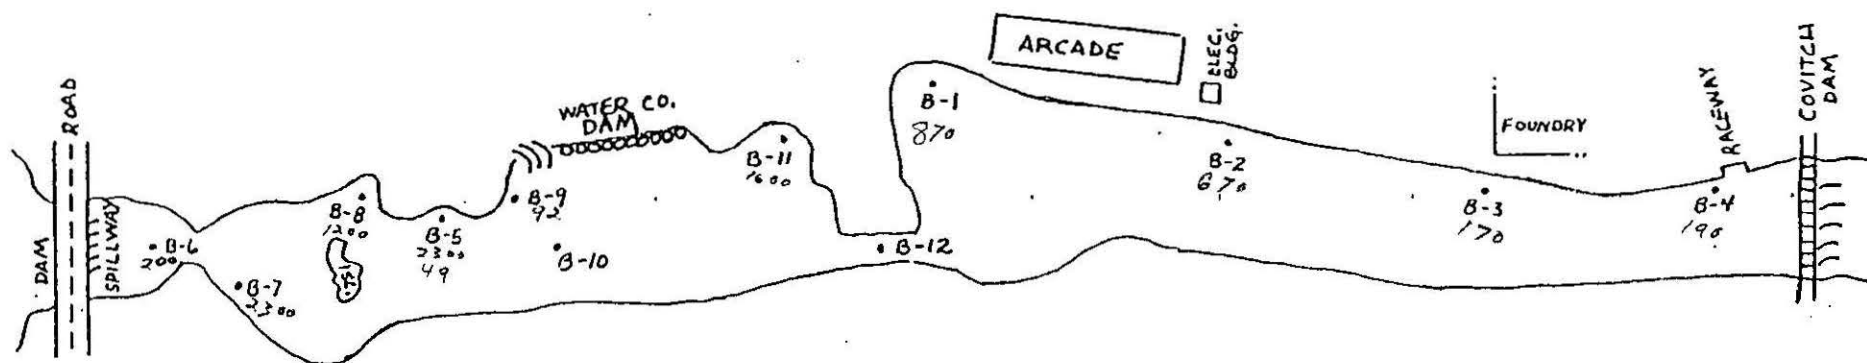 DAM
ROAD
SPILLWAY
B-6
200
B-7
2300
B-8
1200
ISL.
B-5
2300
49
WATER CO.
DAM
B-9
92
B-10
B-11
1600
B-12
B-1
870
ARCADE
ELEC.
BLDG.
B-2
670
FOUNDRY
B-3
170
RACEWAY
B-4
190
COVITCH
DAM